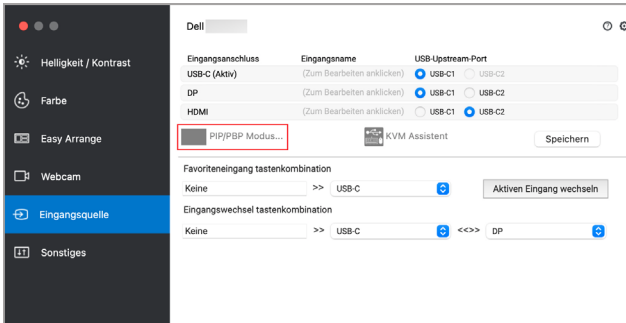 Dell
Helligkeit / Kontrast
Farbe
Easy Arrange
Webcam
Eingangsquelle
Sonstiges
Eingangsanschluss Eingangsname USB-Upstream-Port
USB-C (Aktiv) (Zum Bearbeiten anklicken) USB-C1 USB-C2
DP (Zum Bearbeiten anklicken) USB-C1 USB-C2
HDMI (Zum Bearbeiten anklicken) USB-C1 USB-C2
PIP/PBP Modus... KVM Assistent Speichern
Favoriteneingang tastenkombination
Keine >> USB-C Aktiven Eingang wechseln
Eingangswechsel tastenkombination
Keine >> USB-C <<>> DP